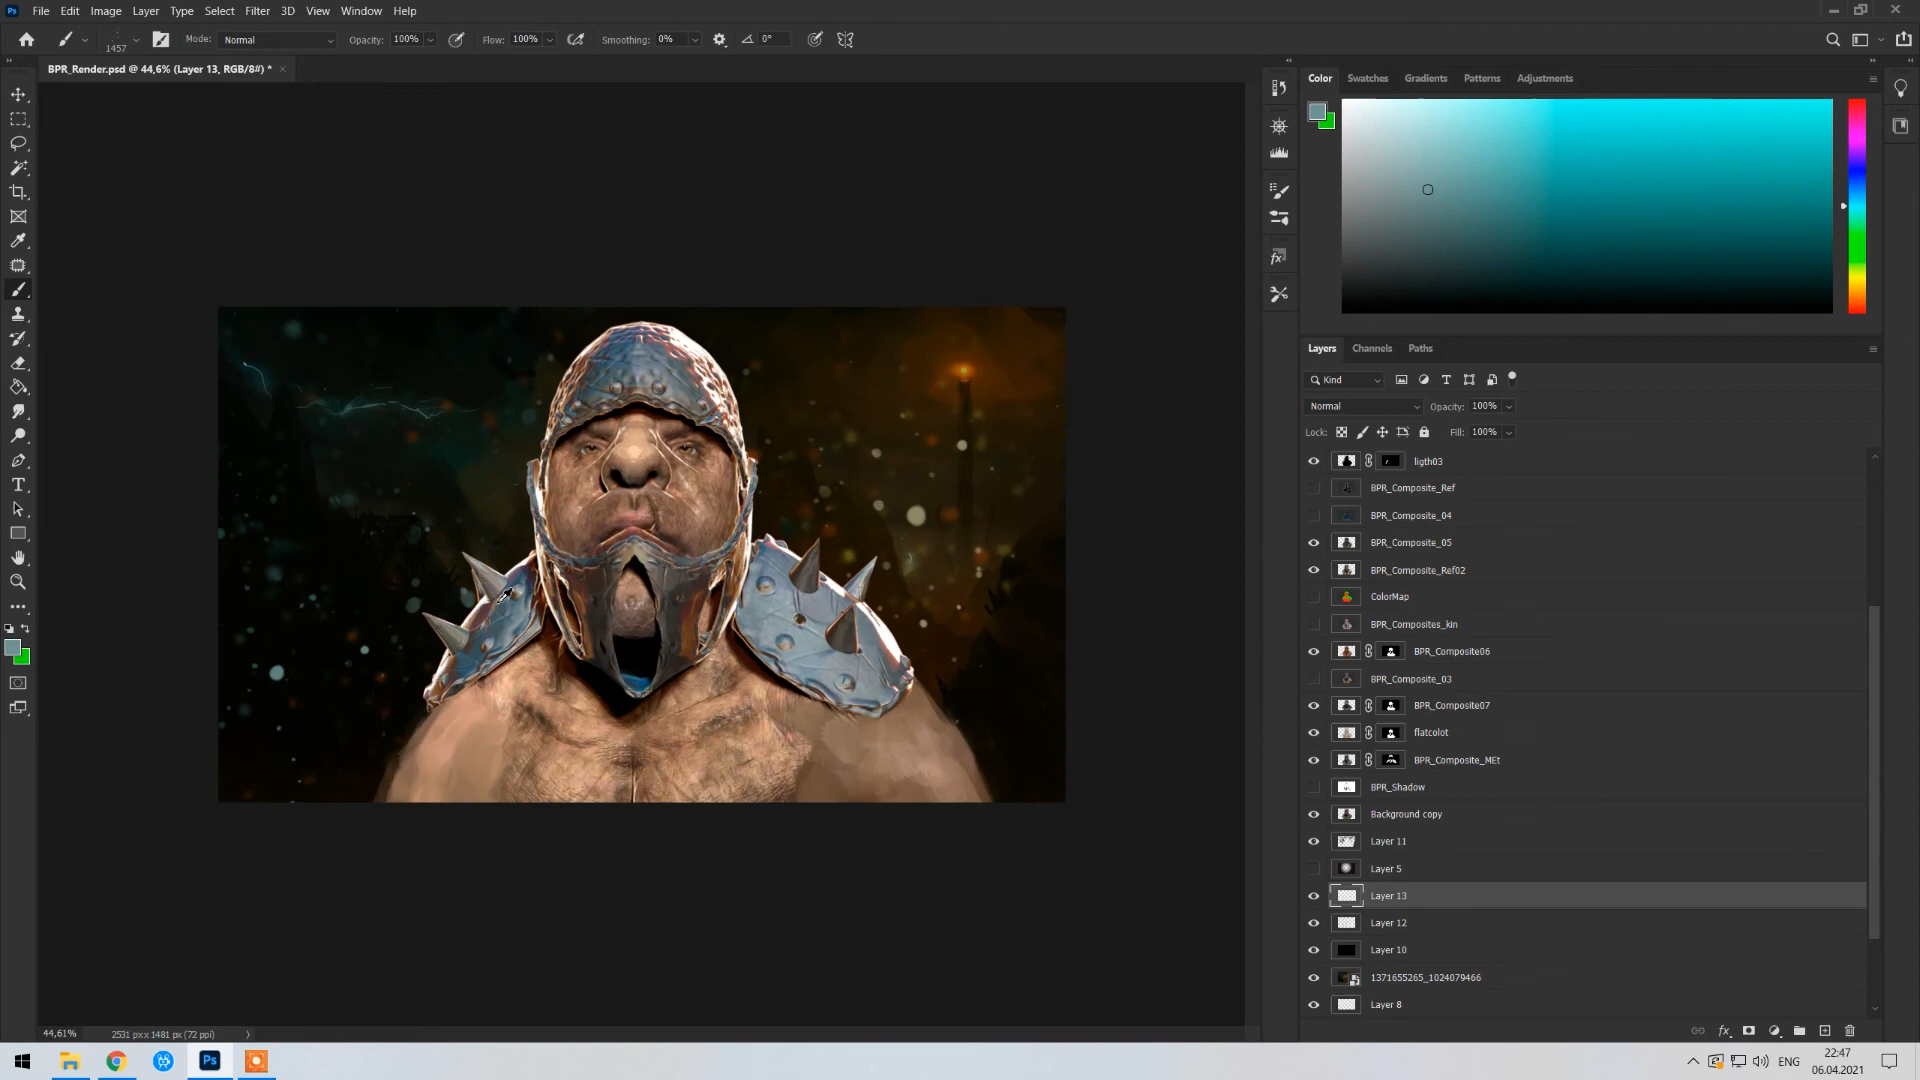 Ps File Edit Image Layer Type Select Filter 3D View Window Help
1457 Mode: Normal Opacity: 100% Flow: 100% Smoothing: 0% 0°
BPR_Render.psd @ 44,6% (Layer 13, RGB/8#) *
Color Swatches Gradients Patterns Adjustments
Layers Channels Paths
Kind
Normal Opacity: 100%
Lock: Fill: 100%
ligth03
BPR_Composite_Ref
BPR_Composite_04
BPR_Composite_05
BPR_Composite_Ref02
ColorMap
BPR_Composites_kin
BPR_Composite06
BPR_Composite_03
BPR_Composite07
flatcolot
BPR_Composite_MEt
BPR_Shadow
Background copy
Layer 11
Layer 5
Layer 13
Layer 12
Layer 10
1371655265_1024079466
Layer 8
fx
44,61% 2531 px x 1481 px (72 ppi)
Ps ENG 22:47
06.04.2021